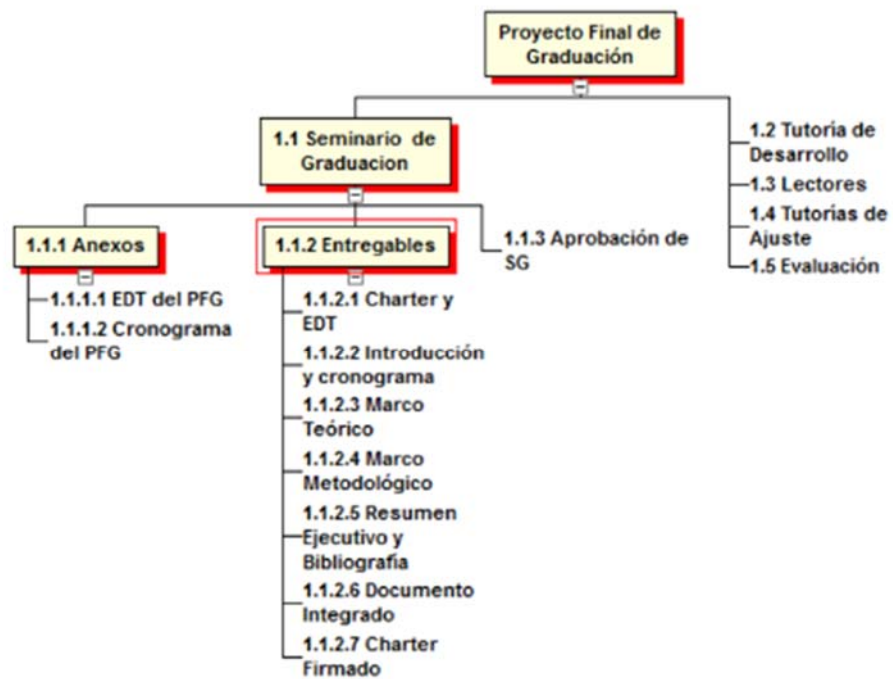 Proyecto Final de
Graduación
1.1 Seminario de
Graduacion
1.2 Tutoría de
Desarrollo
1.3 Lectores
1.4 Tutorías de
Ajuste
1.5 Evaluación
1.1.1 Anexos
1.1.1.1 EDT del PFG
1.1.1.2 Cronograma
del PFG
1.1.2 Entregables
1.1.2.1 Charter y
EDT
1.1.2.2 Introducción
y cronograma
1.1.2.3 Marco
Teórico
1.1.2.4 Marco
Metodológico
1.1.2.5 Resumen
Ejecutivo y
Bibliografía
1.1.2.6 Documento
Integrado
1.1.2.7 Charter
Firmado
1.1.3 Aprobación de
SG